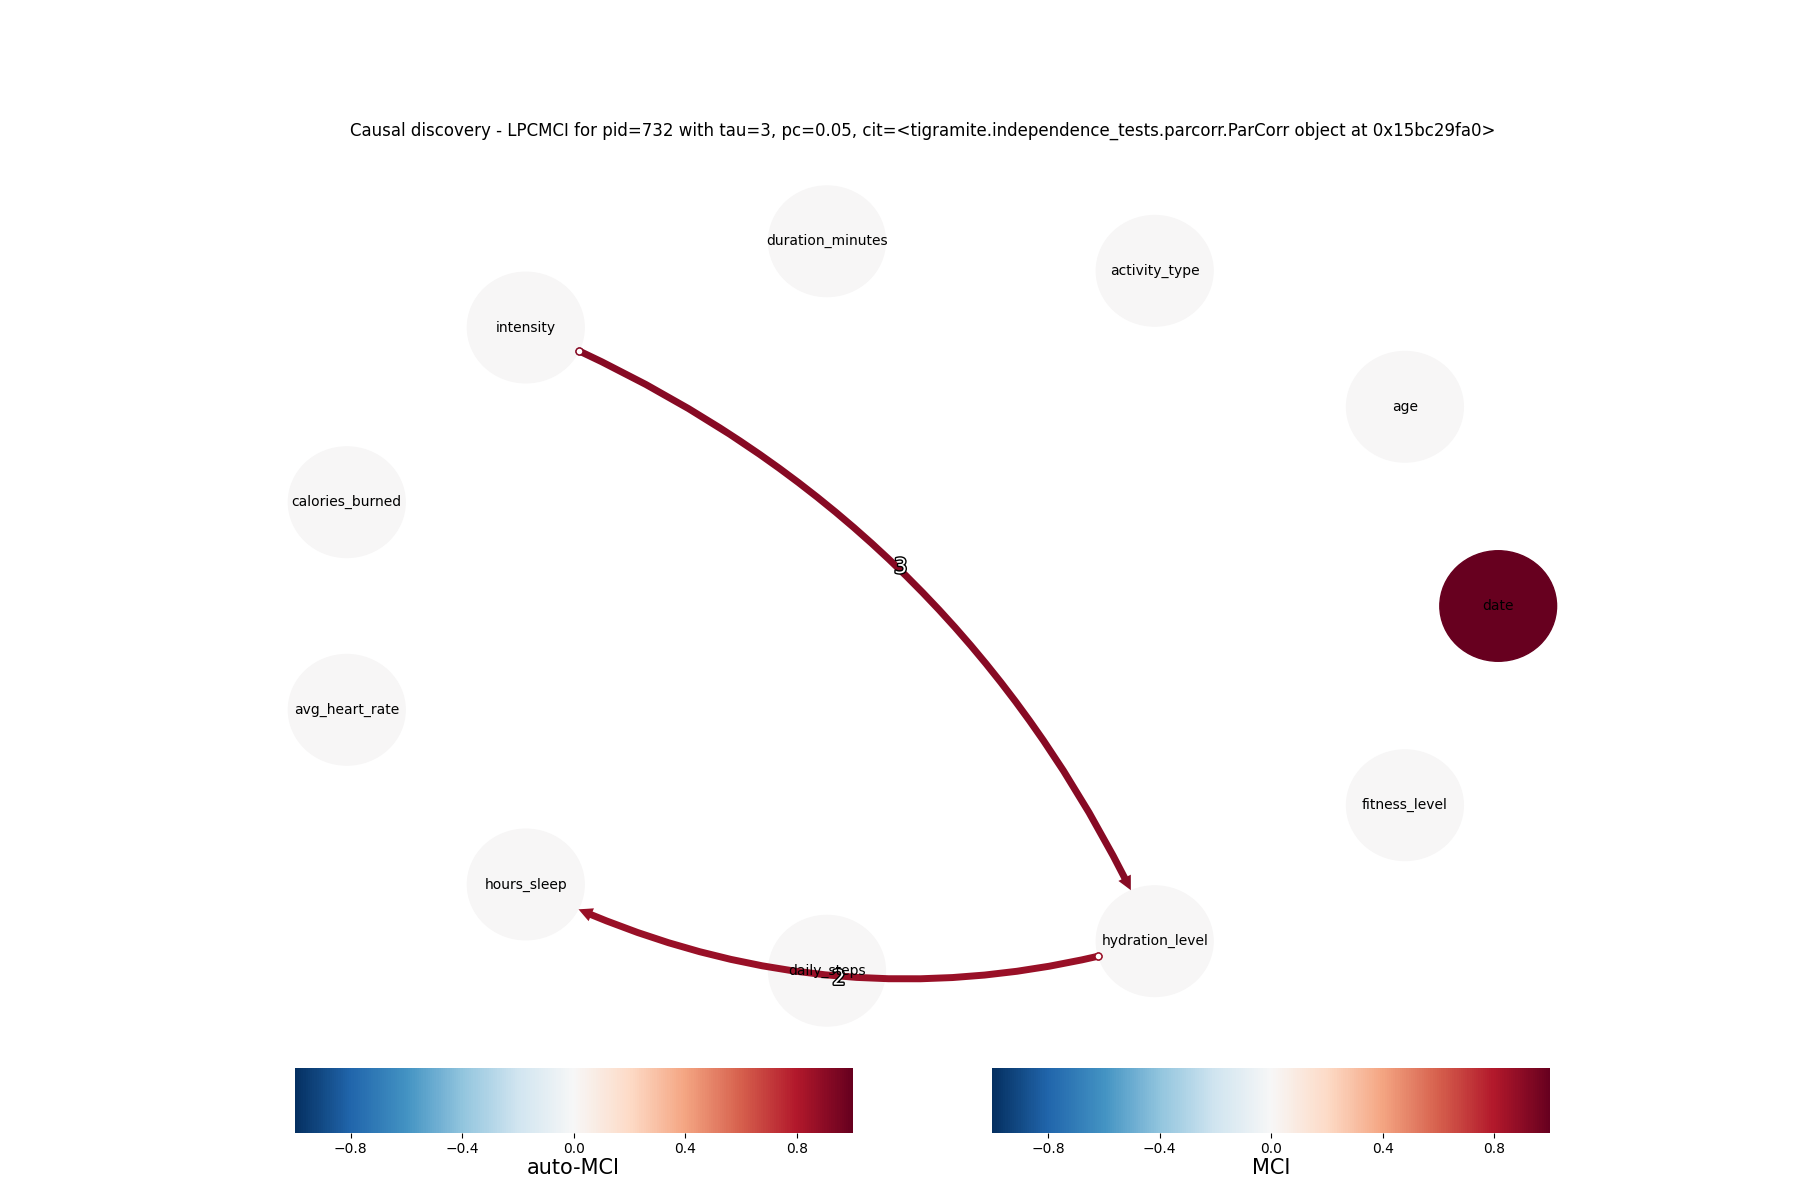 Causal discovery - LPCMCI for pid=732 with tau=3, pc=0.05, cit=<tigramite.independence_tests.parcorr.ParCorr object at 0x15bc29fa0>
duration_minutes
activity_type
intensity
age
calories_burned
3
date
avg_heart_rate
fitness_level
hours_sleep
hydration_level
daily_steps
2
−0.8 −0.4 0.0 0.4 0.8
auto-MCI
−0.8 −0.4 0.0 0.4 0.8
MCI